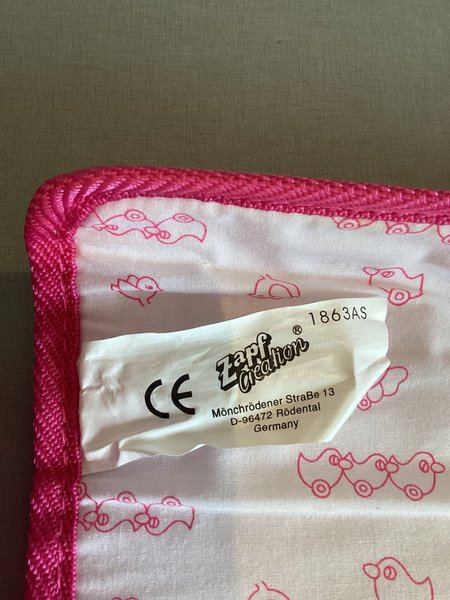 1863AS
Zapf
Creation®
CE
Mönchrödener StraBe 13
D-96472 Rödental
Germany